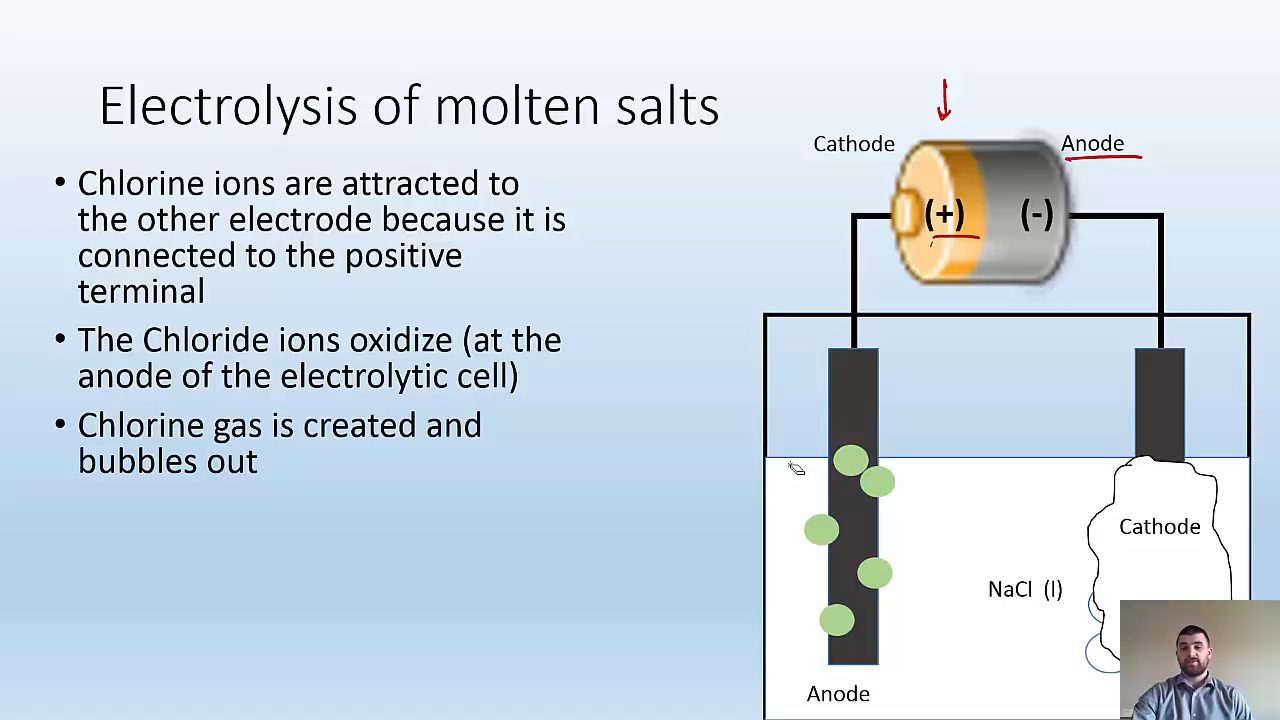 Electrolysis of molten salts
• Chlorine ions are attracted to
the other electrode because it is
connected to the positive
terminal
• The Chloride ions oxidize (at the
anode of the electrolytic cell)
• Chlorine gas is created and
bubbles out
Cathode
Anode
(+)
(-)
Cathode
NaCl (l)
Anode